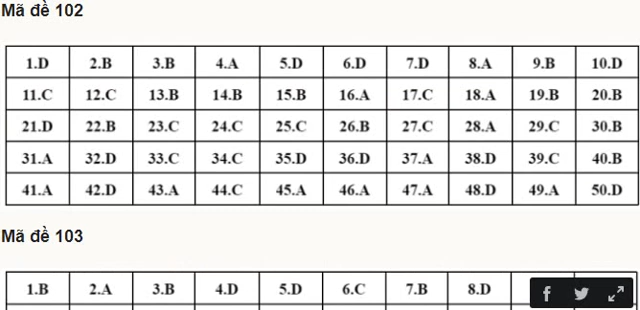 Mã đề 102
1.D 2.B 3.B 4.A 5.D 6.D 7.D 8.A 9.B 10.D
11.C 12.C 13.B 14.B 15.B 16.A 17.C 18.A 19.B 20.B
21.D 22.B 23.C 24.C 25.C 26.B 27.C 28.A 29.C 30.B
31.A 32.D 33.C 34.C 35.D 36.D 37.A 38.D 39.C 40.B
41.A 42.D 43.A 44.C 45.A 46.A 47.A 48.D 49.A 50.D
Mã đề 103
1.B 2.A 3.B 4.D 5.D 6.C 7.B 8.D